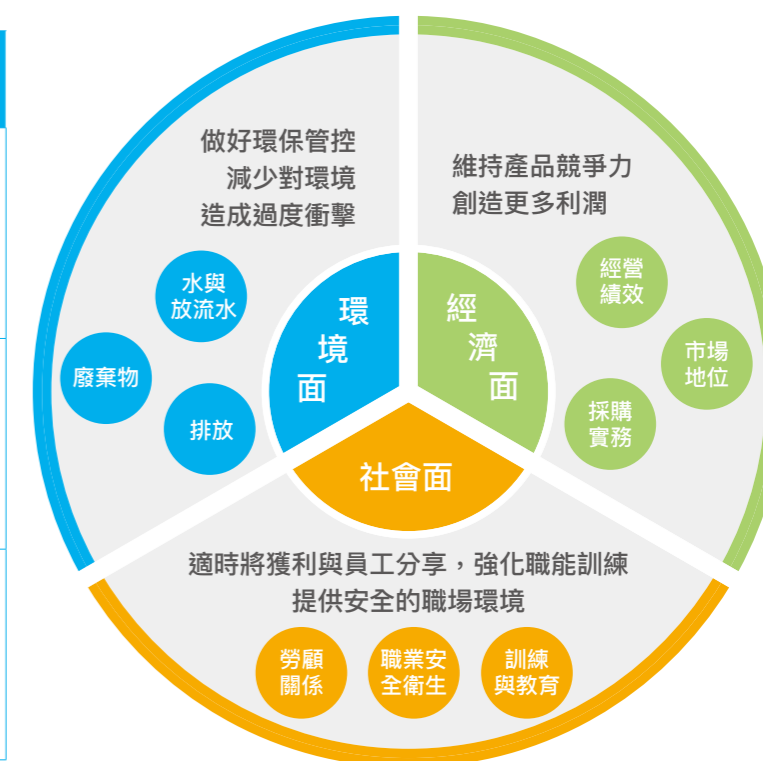 做好環保管控
減少對環境
造成過度衝擊
水與
放流水
廢棄物
排放
環境面
維持產品競爭力
創造更多利潤
經營
績效
市場
地位
採購
實務
經濟面
社會面
適時將獲利與員工分享，強化職能訓練
提供安全的職場環境
勞顧
關係
職業安
全衛生
訓練
與教育